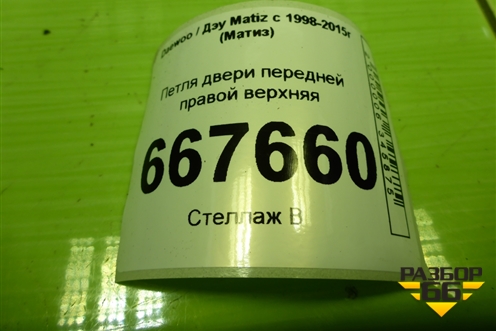 Daewoo / Дэу Matiz с 1998-2015г
(Матиз)
Петля двери передней
правой верхняя
667660
Стеллаж В
РАЗБОР
66